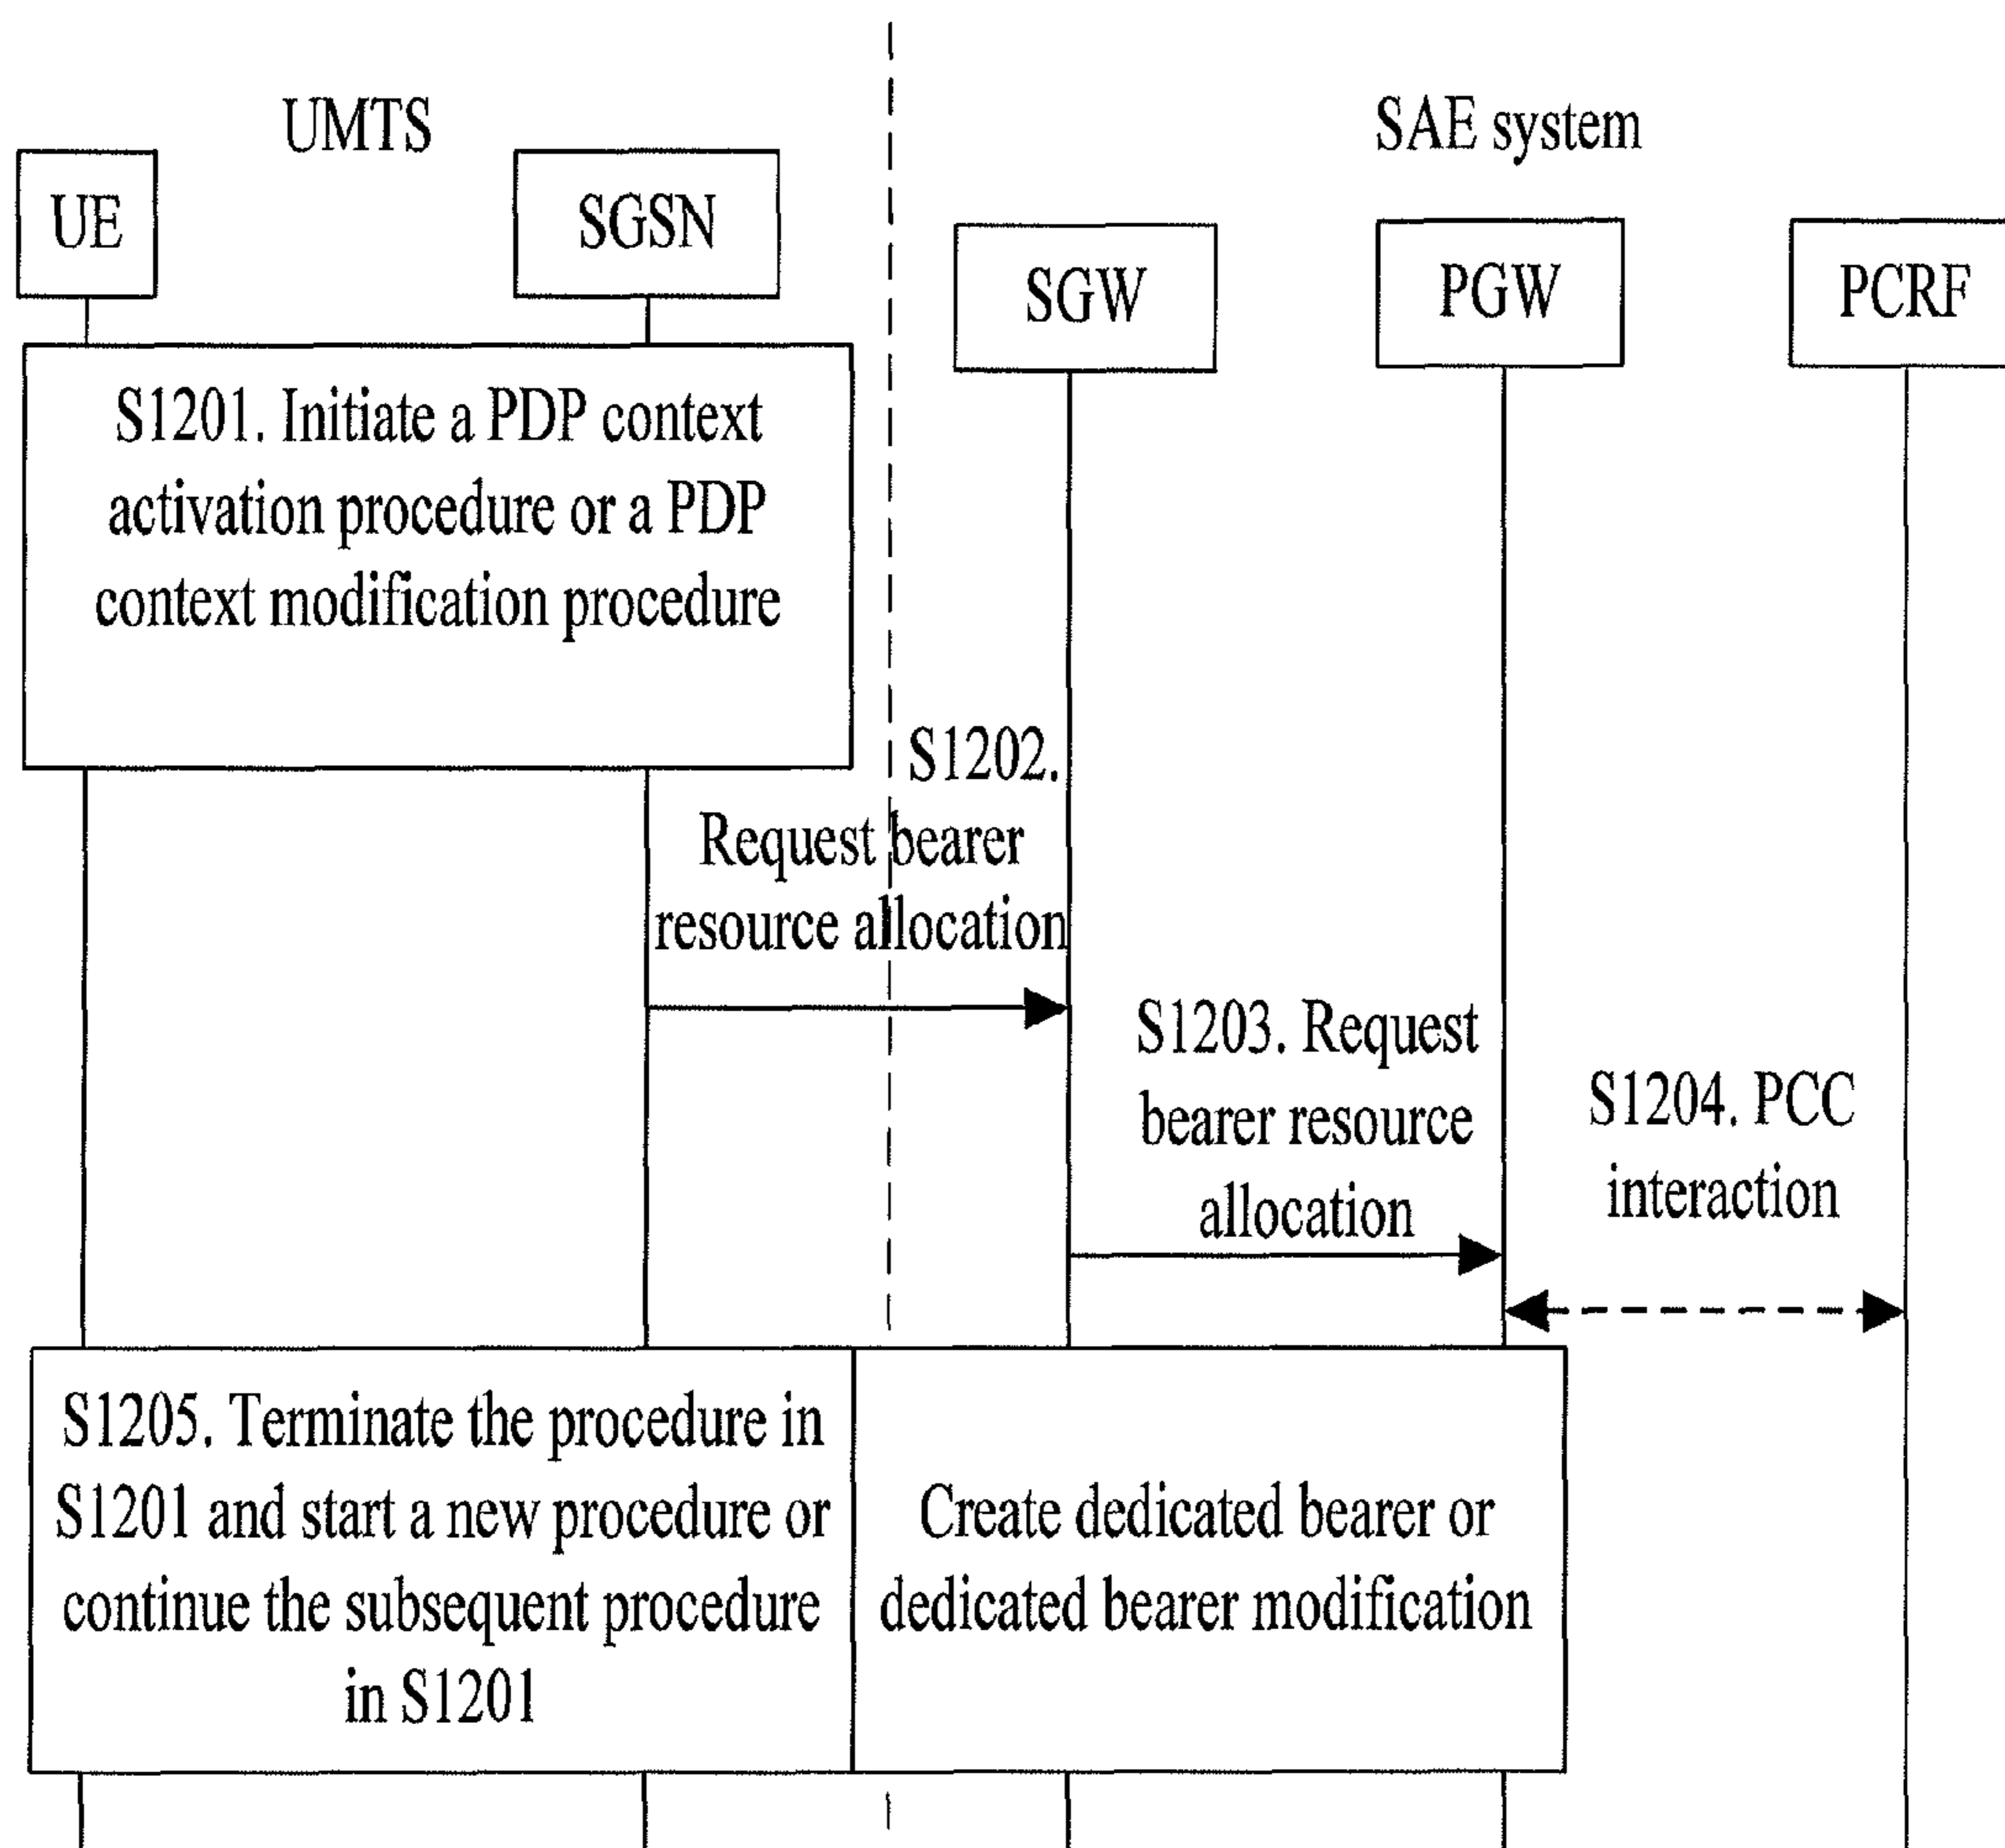 UMTS
SAE system
UE
SGSN
SGW
PGW
PCRF
S1201. Initiate a PDP context
activation procedure or a PDP
context modification procedure
S1202.
Request bearer
resource allocation
S1203. Request
bearer resource
allocation
S1204. PCC
interaction
S1205. Terminate the procedure in
S1201 and start a new procedure or
continue the subsequent procedure
in S1201
Create dedicated bearer or
dedicated bearer modification